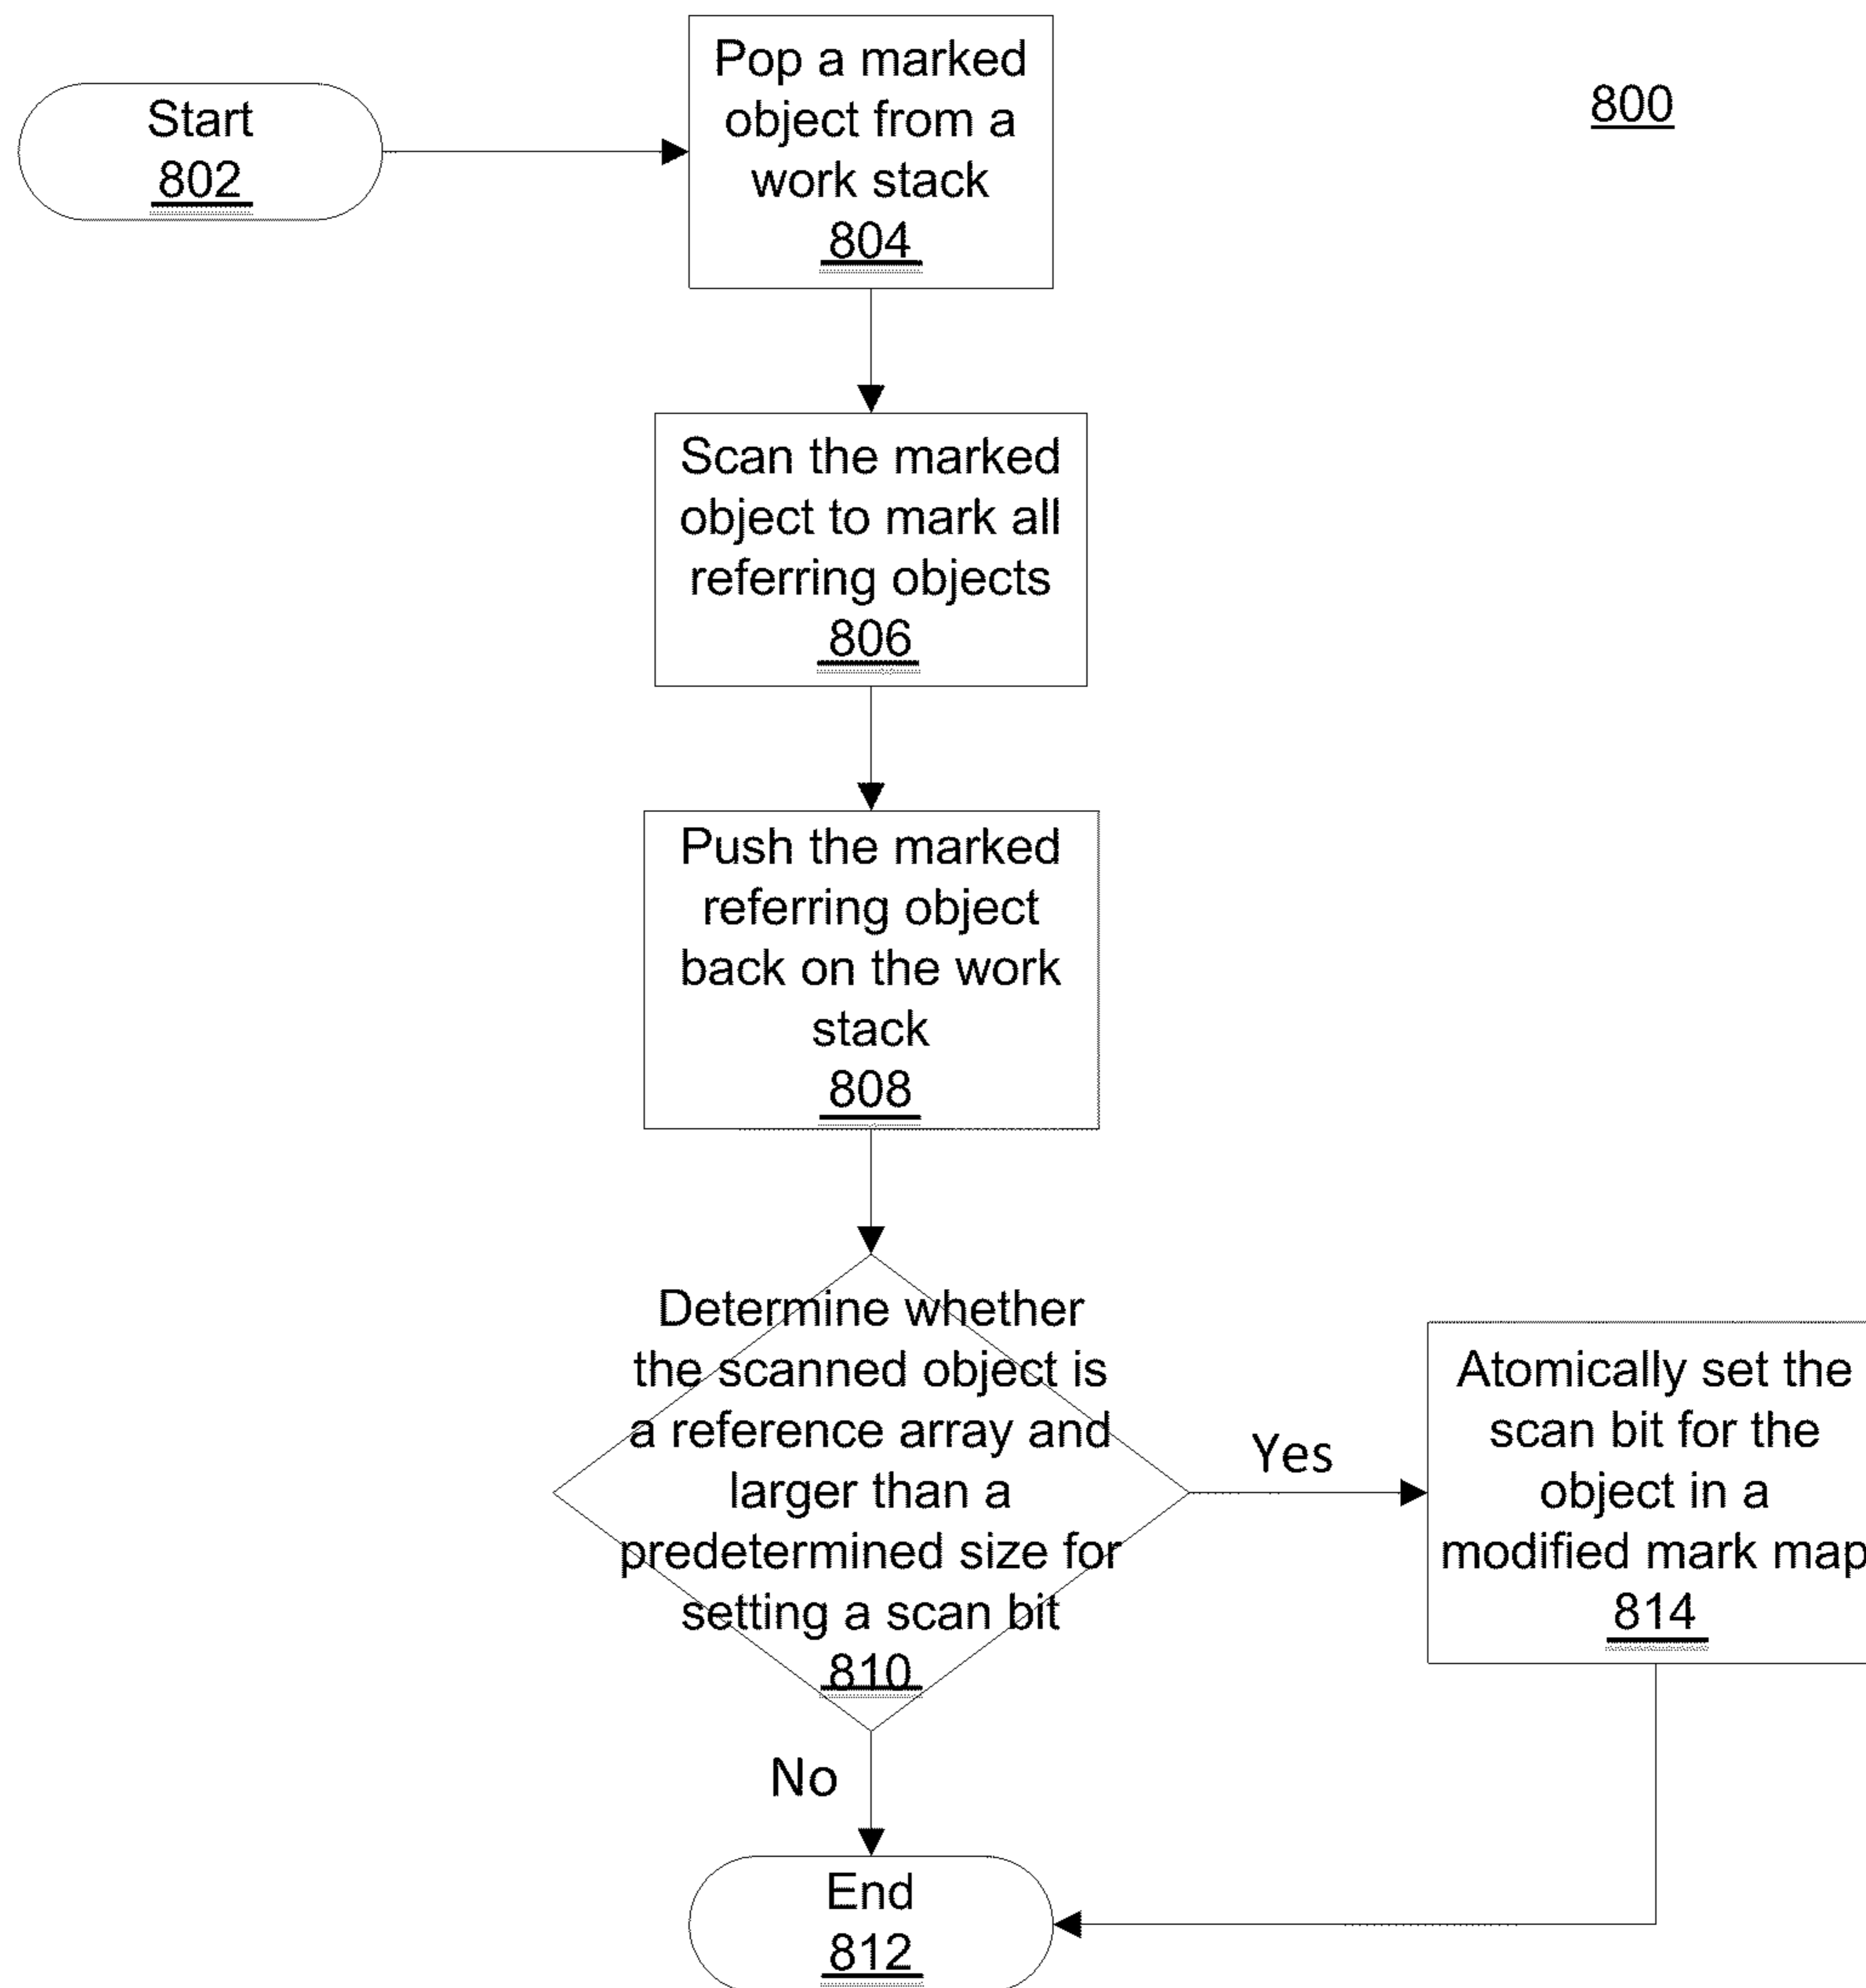 Start
802
Pop a marked
object from a
work stack
804
800
Scan the marked
object to mark all
referring objects
806
Push the marked
referring object
back on the work
stack
808
Determine whether
the scanned object is
a reference array and
larger than a
predetermined size for
setting a scan bit
810
Yes
Atomically set the
scan bit for the
object in a
modified mark map
814
No
End
812